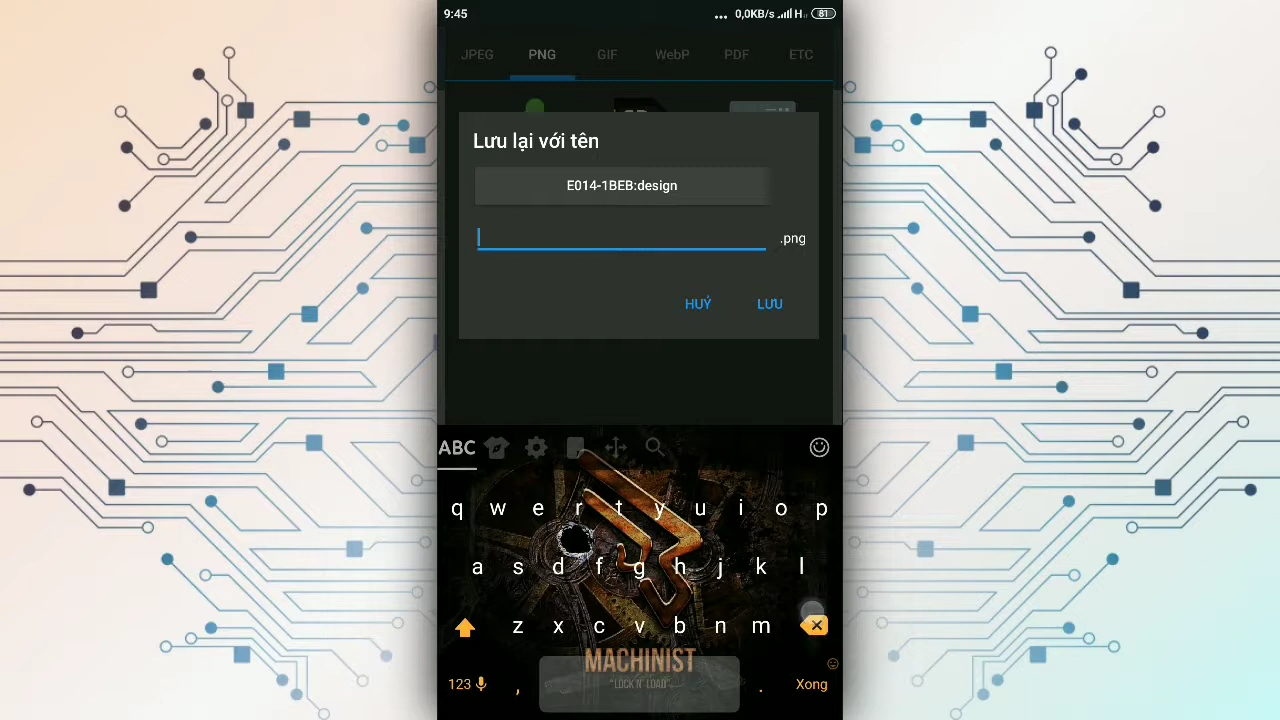 9:45
0,0KB/s
H
81
JPEG
PNG
GIF
WebP
PDF
ETC
Lưu lại với tên
E014-1BEB:design
.png
HUỶ
LƯU
ABC
q w e r t y u i o p
a s d f g h j k l
z x c v b n m
MACHINIST
"LOCK N' LOAD"
123
,
.
Xong